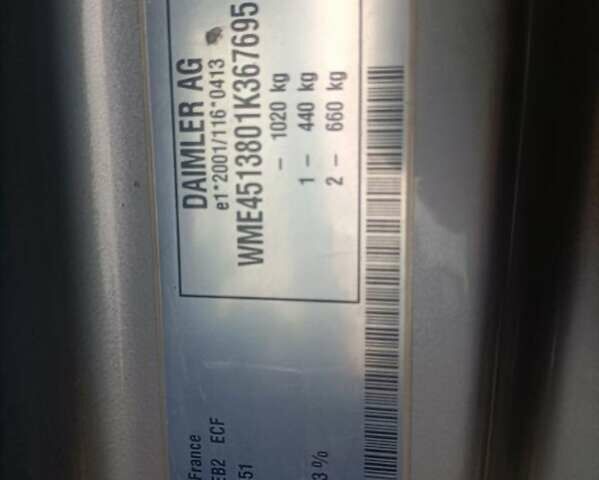 DAIMLER AG
e1*2001/116*0413
WME4513801K367695
- 1020 kg
1 - 440 kg
2 - 660 kg
France
EB2 ECF
51
3 %